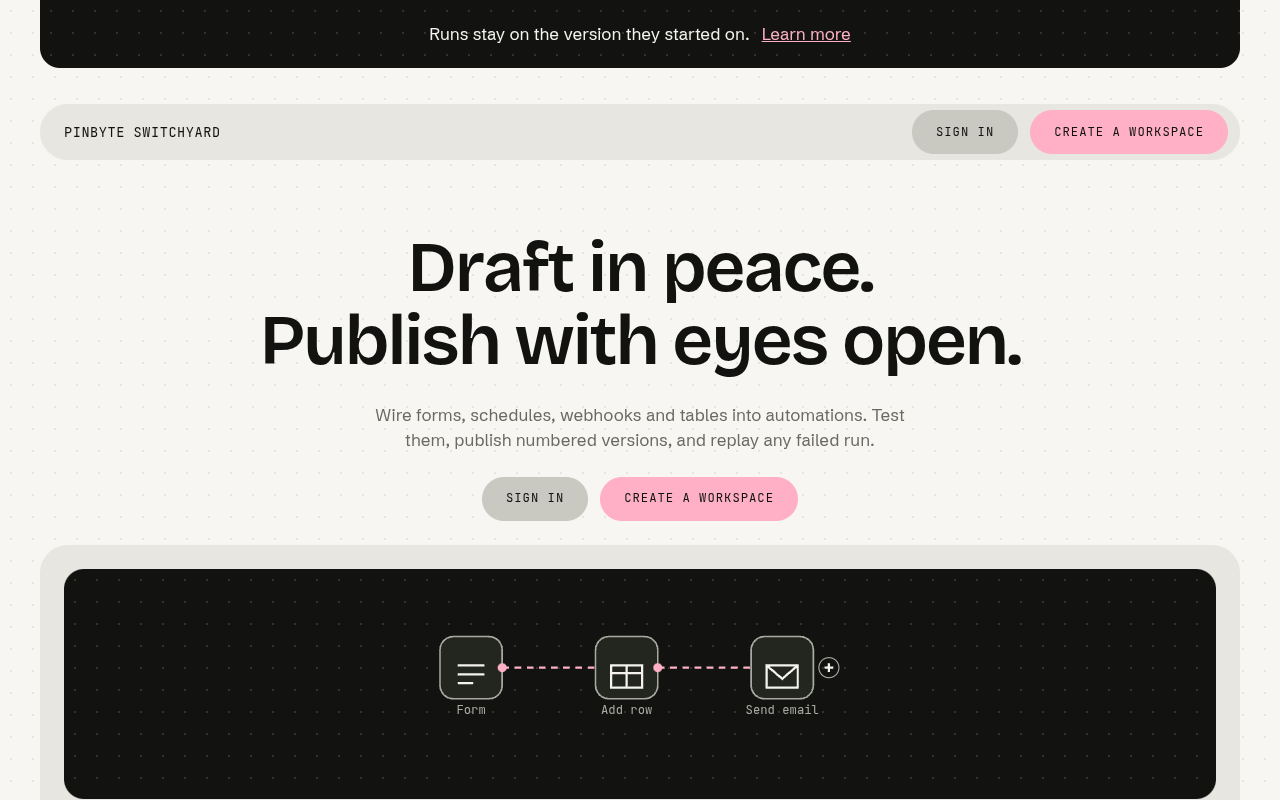 Runs stay on the version they started on. Learn more
PINBYTE SWITCHYARD
SIGN IN
CREATE A WORKSPACE
Draft in peace.
Publish with eyes open.
Wire forms, schedules, webhooks and tables into automations. Test
them, publish numbered versions, and replay any failed run.
SIGN IN
CREATE A WORKSPACE
Form
Add row
Send email